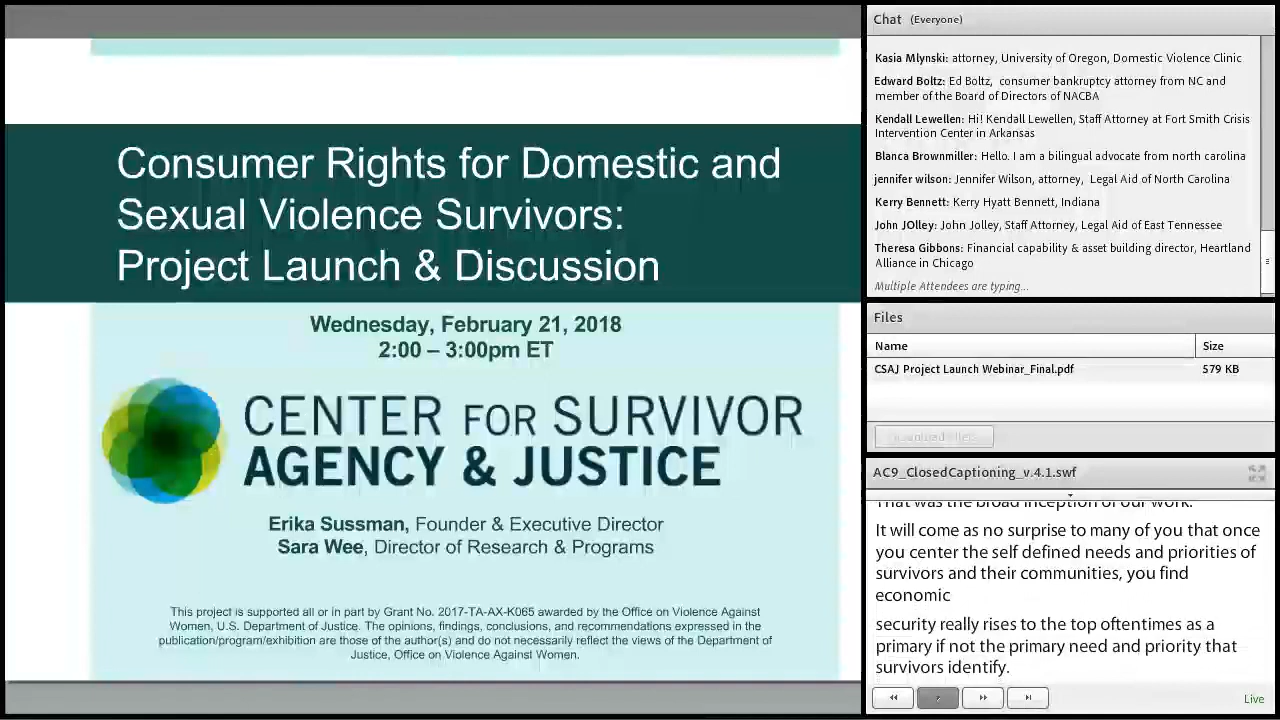 Consumer Rights for Domestic and
Sexual Violence Survivors:
Project Launch & Discussion
Wednesday, February 21, 2018
2:00 – 3:00pm ET
CENTER FOR SURVIVOR
AGENCY & JUSTICE
Erika Sussman, Founder & Executive Director
Sara Wee, Director of Research & Programs
This project is supported all or in part by Grant No. 2017-TA-AX-K065 awarded by the Office on Violence Against
Women, U.S. Department of Justice. The opinions, findings, conclusions, and recommendations expressed in the
publication/program/exhibition are those of the author(s) and do not necessarily reflect the views of the Department of
Justice, Office on Violence Against Women.
Chat (Everyone)
Kasia Mlynski: attorney, University of Oregon, Domestic Violence Clinic
Edward Boltz: Ed Boltz, consumer bankruptcy attorney from NC and
member of the Board of Directors of NACBA
Kendall Lewellen: Hi! Kendall Lewellen, Staff Attorney at Fort Smith Crisis
Intervention Center in Arkansas
Blanca Brownmiller: Hello. I am a bilingual advocate from north carolina
jennifer wilson: Jennifer Wilson, attorney, Legal Aid of North Carolina
Kerry Bennett: Kerry Hyatt Bennett, Indiana
John JOlley: John Jolley, Staff Attorney, Legal Aid of East Tennessee
Theresa Gibbons: Financial capability & asset building director, Heartland
Alliance in Chicago
Multiple Attendees are typing...
Files
Name Size
CSAJ Project Launch Webinar_Final.pdf 579 KB
AC9_ClosedCaptioning_v.4.1.swf
That was the broad inception of our work.
It will come as no surprise to many of you that once
you center the self defined needs and priorities of
survivors and their communities, you find
economic
security really rises to the top oftentimes as a
primary if not the primary need and priority that
survivors identify.
Live